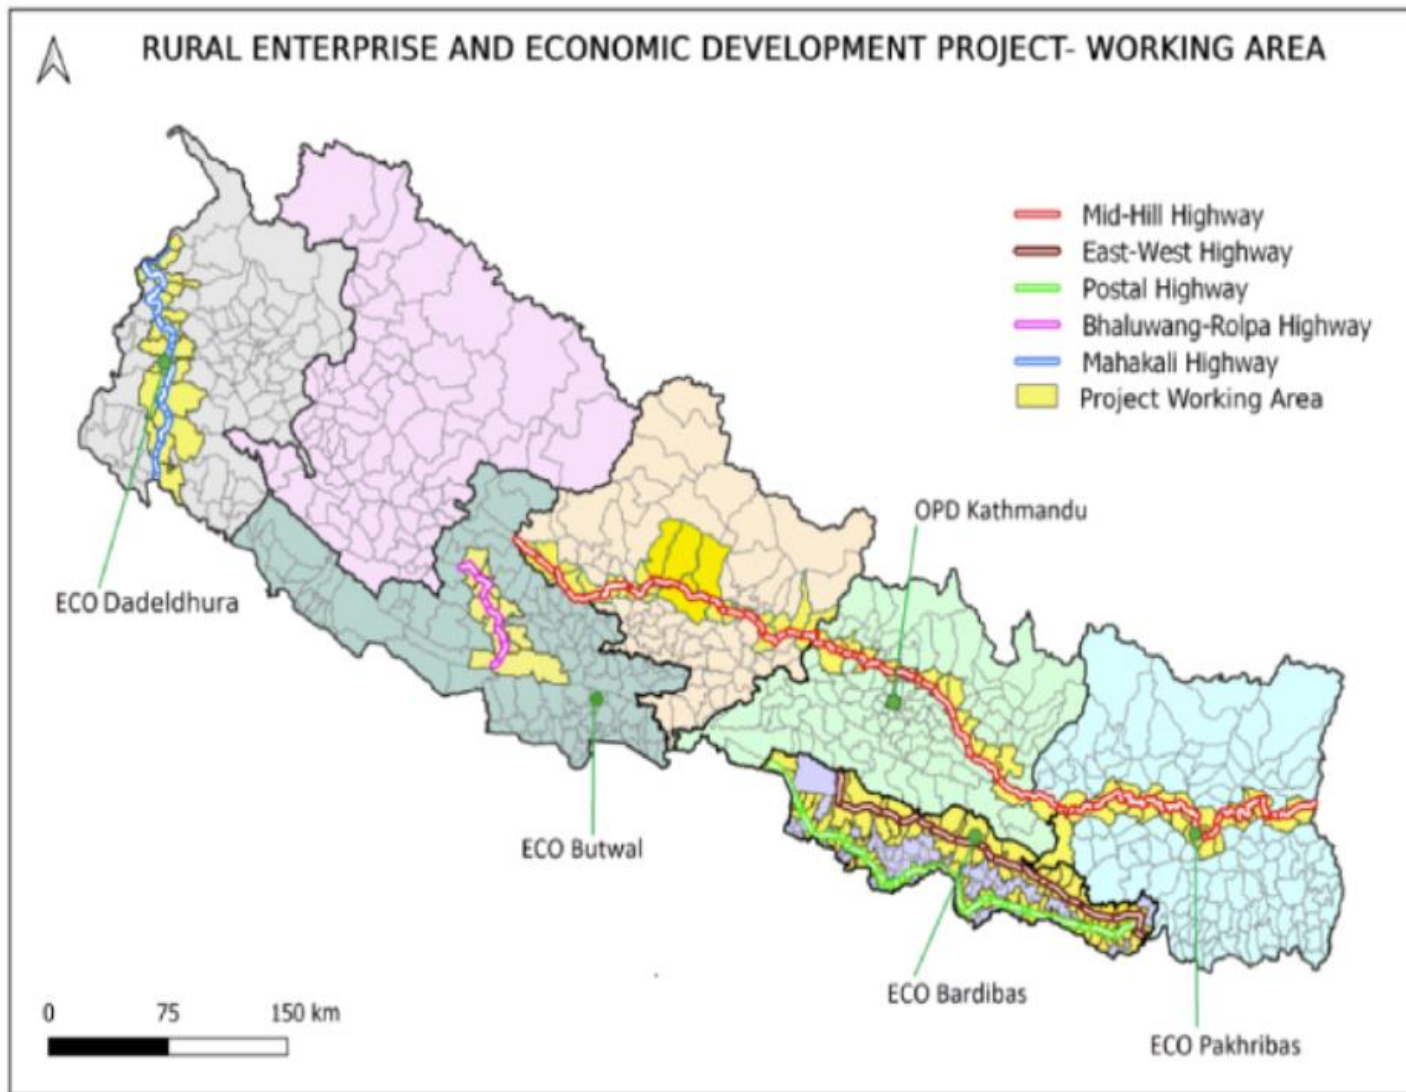 RURAL ENTERPRISE AND ECONOMIC DEVELOPMENT PROJECT- WORKING AREA
Mid-Hill Highway
East-West Highway
Postal Highway
Bhaluwang-Rolpa Highway
Mahakali Highway
Project Working Area
OPD Kathmandu
ECO Dadeldhura
ECO Butwal
ECO Bardibas
ECO Pakhribas
0 75 150 km